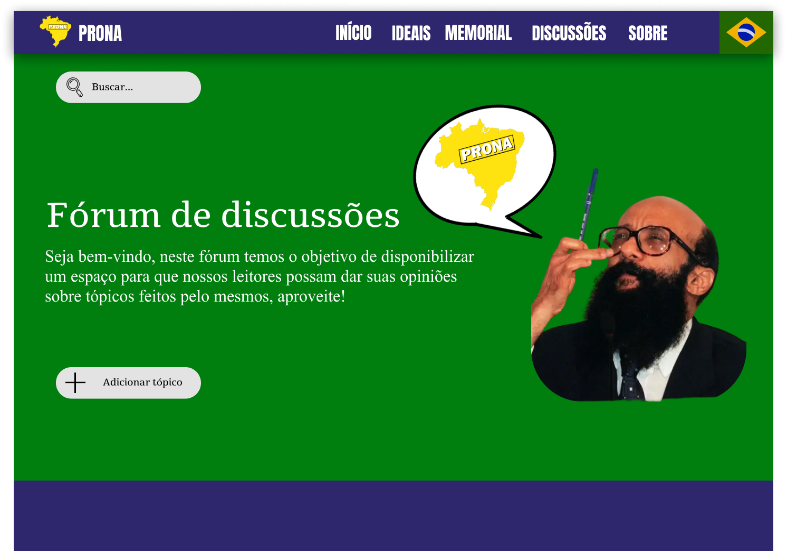 PRONA
PRONA
INÍCIO IDEAIS MEMORIAL DISCUSSÕES SOBRE
Buscar...
PRONA
Fórum de discussões
Seja bem-vindo, neste fórum temos o objetivo de disponibilizar
um espaço para que nossos leitores possam dar suas opiniões
sobre tópicos feitos pelo mesmos, aproveite!
Adicionar tópico